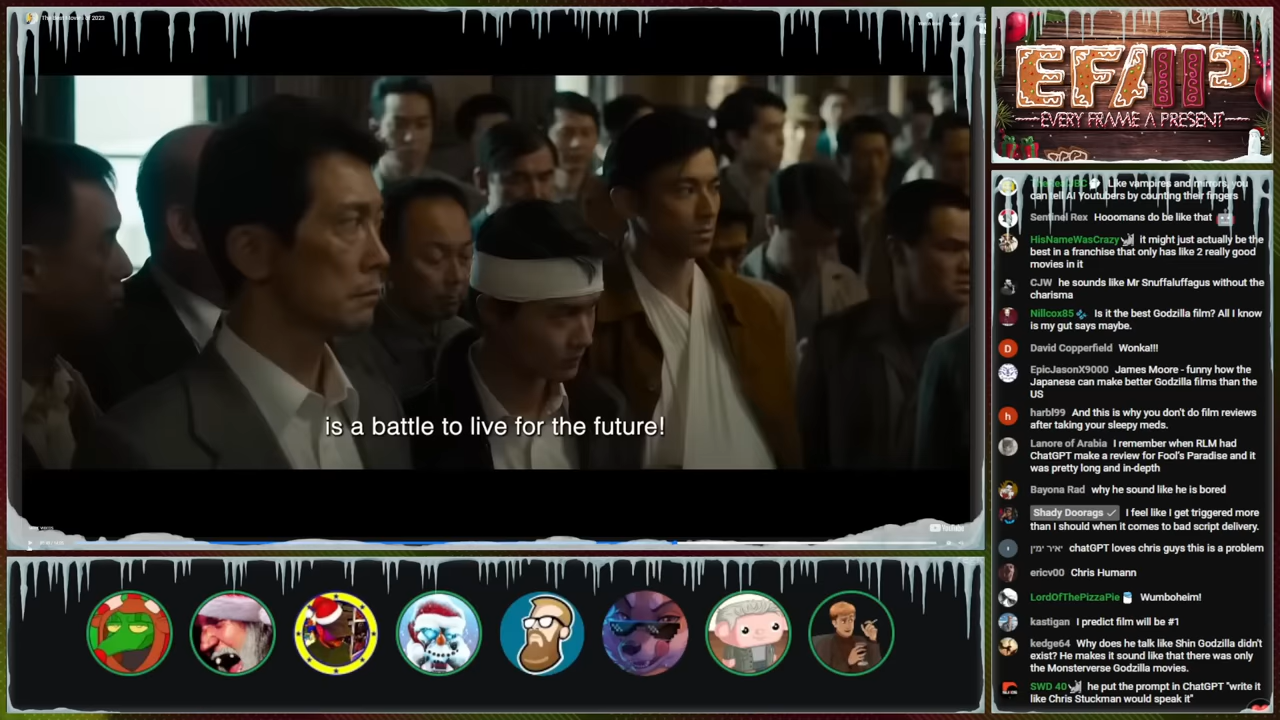 The Best Movies of 2023
is a battle to live for the future!
YouTube
EFAP
EVERY FRAME A PRESENT
Like vampires and mirrors, you
can tell AI Youtubers by counting their fingers
Sentinel Rex Hooomans do be like that
HisNameWasCrazy it might just actually be the
best in a franchise that only has like 2 really good
movies in it
CJW he sounds like Mr Snuffaluffagus without the
charisma
Nillcox85 Is it the best Godzilla film? All I know
is my gut says maybe.
David Copperfield Wonka!!!
EpicJasonX9000 James Moore - funny how the
Japanese can make better Godzilla films than the
US
harbl99 And this is why you don't do film reviews
after taking your sleepy meds.
Lanore of Arabia I remember when RLM had
ChatGPT make a review for Fool's Paradise and it
was pretty long and in-depth
Bayona Rad why he sound like he is bored
Shady Doorags I feel like I get triggered more
than I should when it comes to bad script delivery.
יאיר ימין chatGPT loves chris guys this is a problem
ericv00 Chris Humann
LordOfThePizzaPie Wumboheim!
kastigan I predict film will be #1
kedge64 Why does he talk like Shin Godzilla didn't
exist? He makes it sound like that there was only
the Monsterverse Godzilla movies.
SWD 40 he put the prompt in ChatGPT "write it
like Chris Stuckman would speak it"